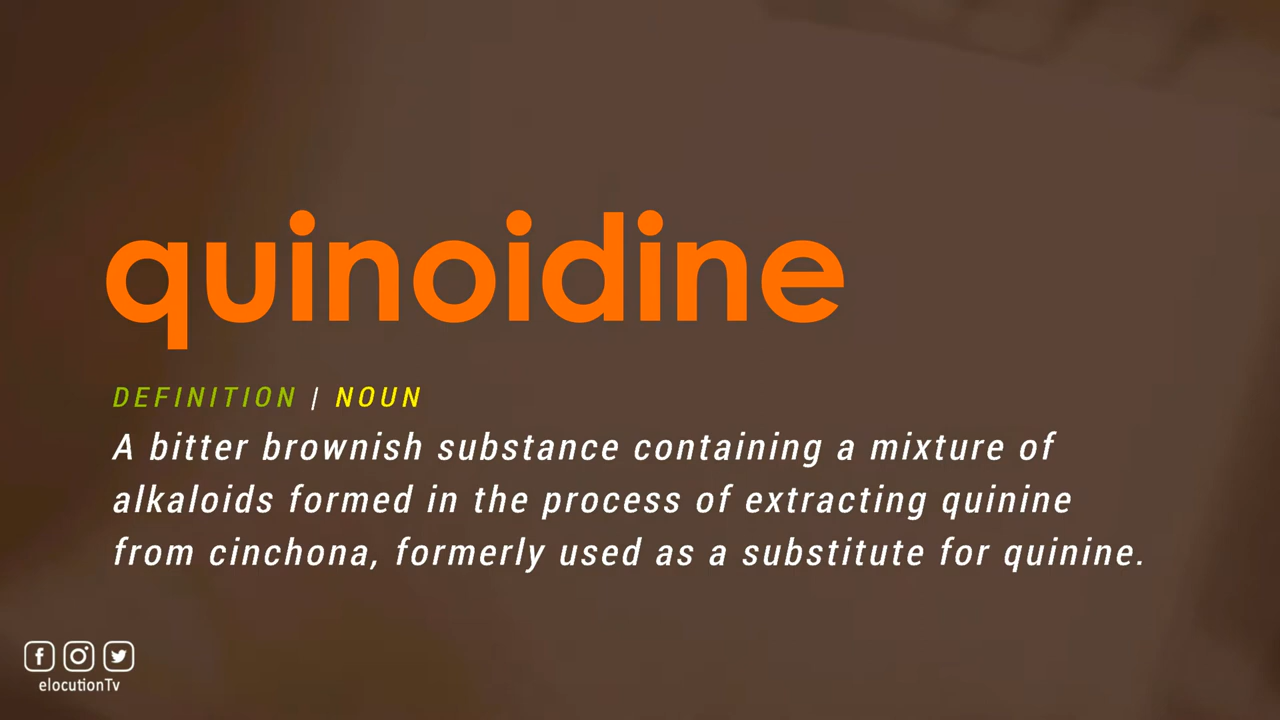 quinoidine
DEFINITION | NOUN
A bitter brownish substance containing a mixture of
alkaloids formed in the process of extracting quinine
from cinchona, formerly used as a substitute for quinine.
elocutionTv